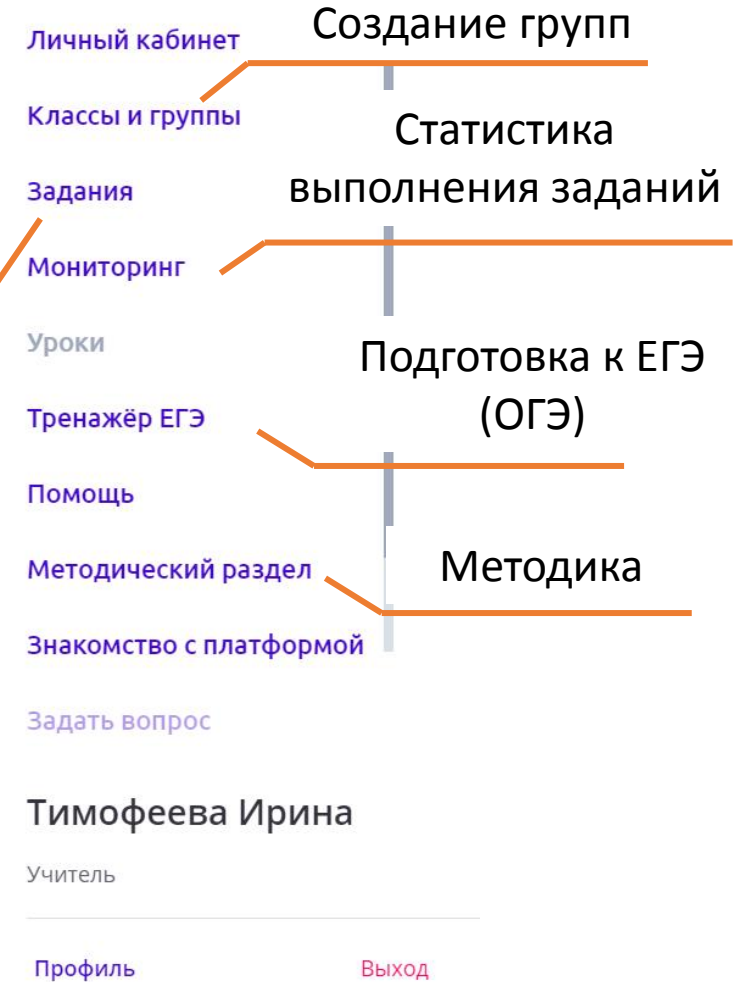 Личный кабинет
Создание групп
Классы и группы
Статистика
выполнения заданий
Задания
Мониторинг
Уроки
Подготовка к ЕГЭ
(ОГЭ)
Тренажёр ЕГЭ
Помощь
Методический раздел
Методика
Знакомство с платформой
Задать вопрос
Тимофеева Ирина
Учитель
Профиль
Выход